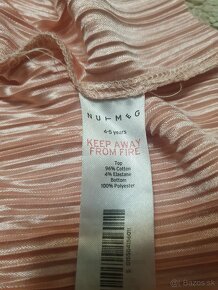 NUTMEG
4-5 years
KEEP AWAY
FROM FIRE
Top
96% Cotton
4% Elastane
Bottom
100% Polyester
bazos.sk